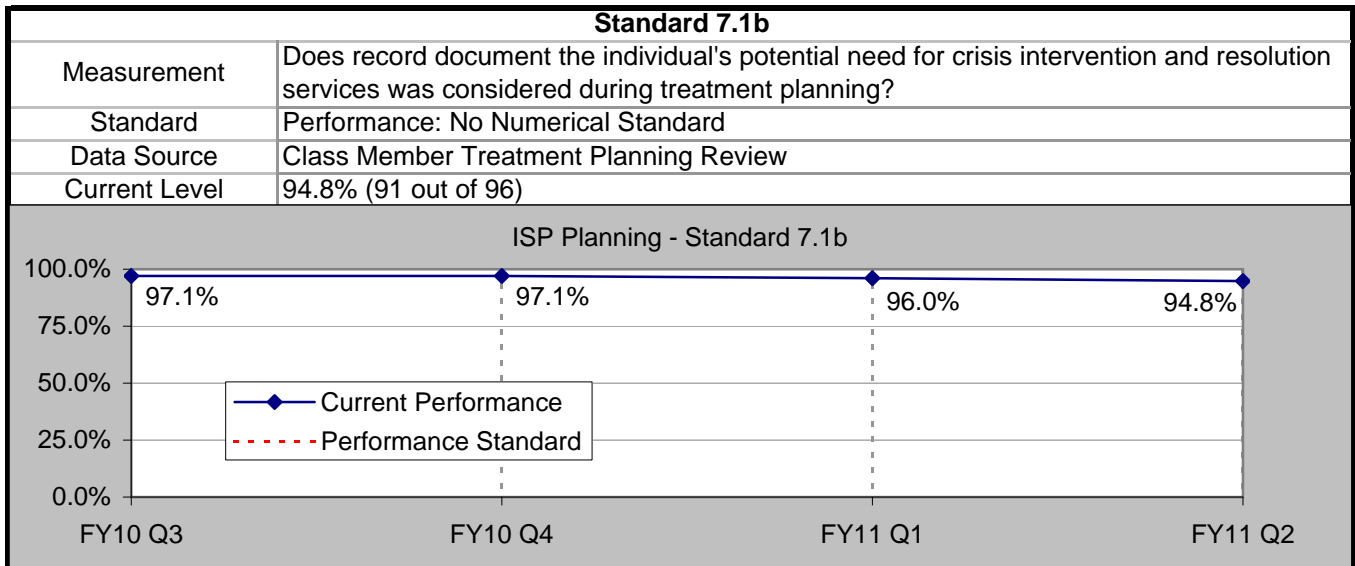 Standard 7.1b
Measurement
Does record document the individual's potential need for crisis intervention and resolution
services was considered during treatment planning?
Standard
Performance: No Numerical Standard
Data Source
Class Member Treatment Planning Review
Current Level
94.8% (91 out of 96)
ISP Planning - Standard 7.1b
100.0%
75.0%
50.0%
25.0%
0.0%
97.1%
97.1%
96.0%
94.8%
Current Performance
Performance Standard
FY10 Q3
FY10 Q4
FY11 Q1
FY11 Q2